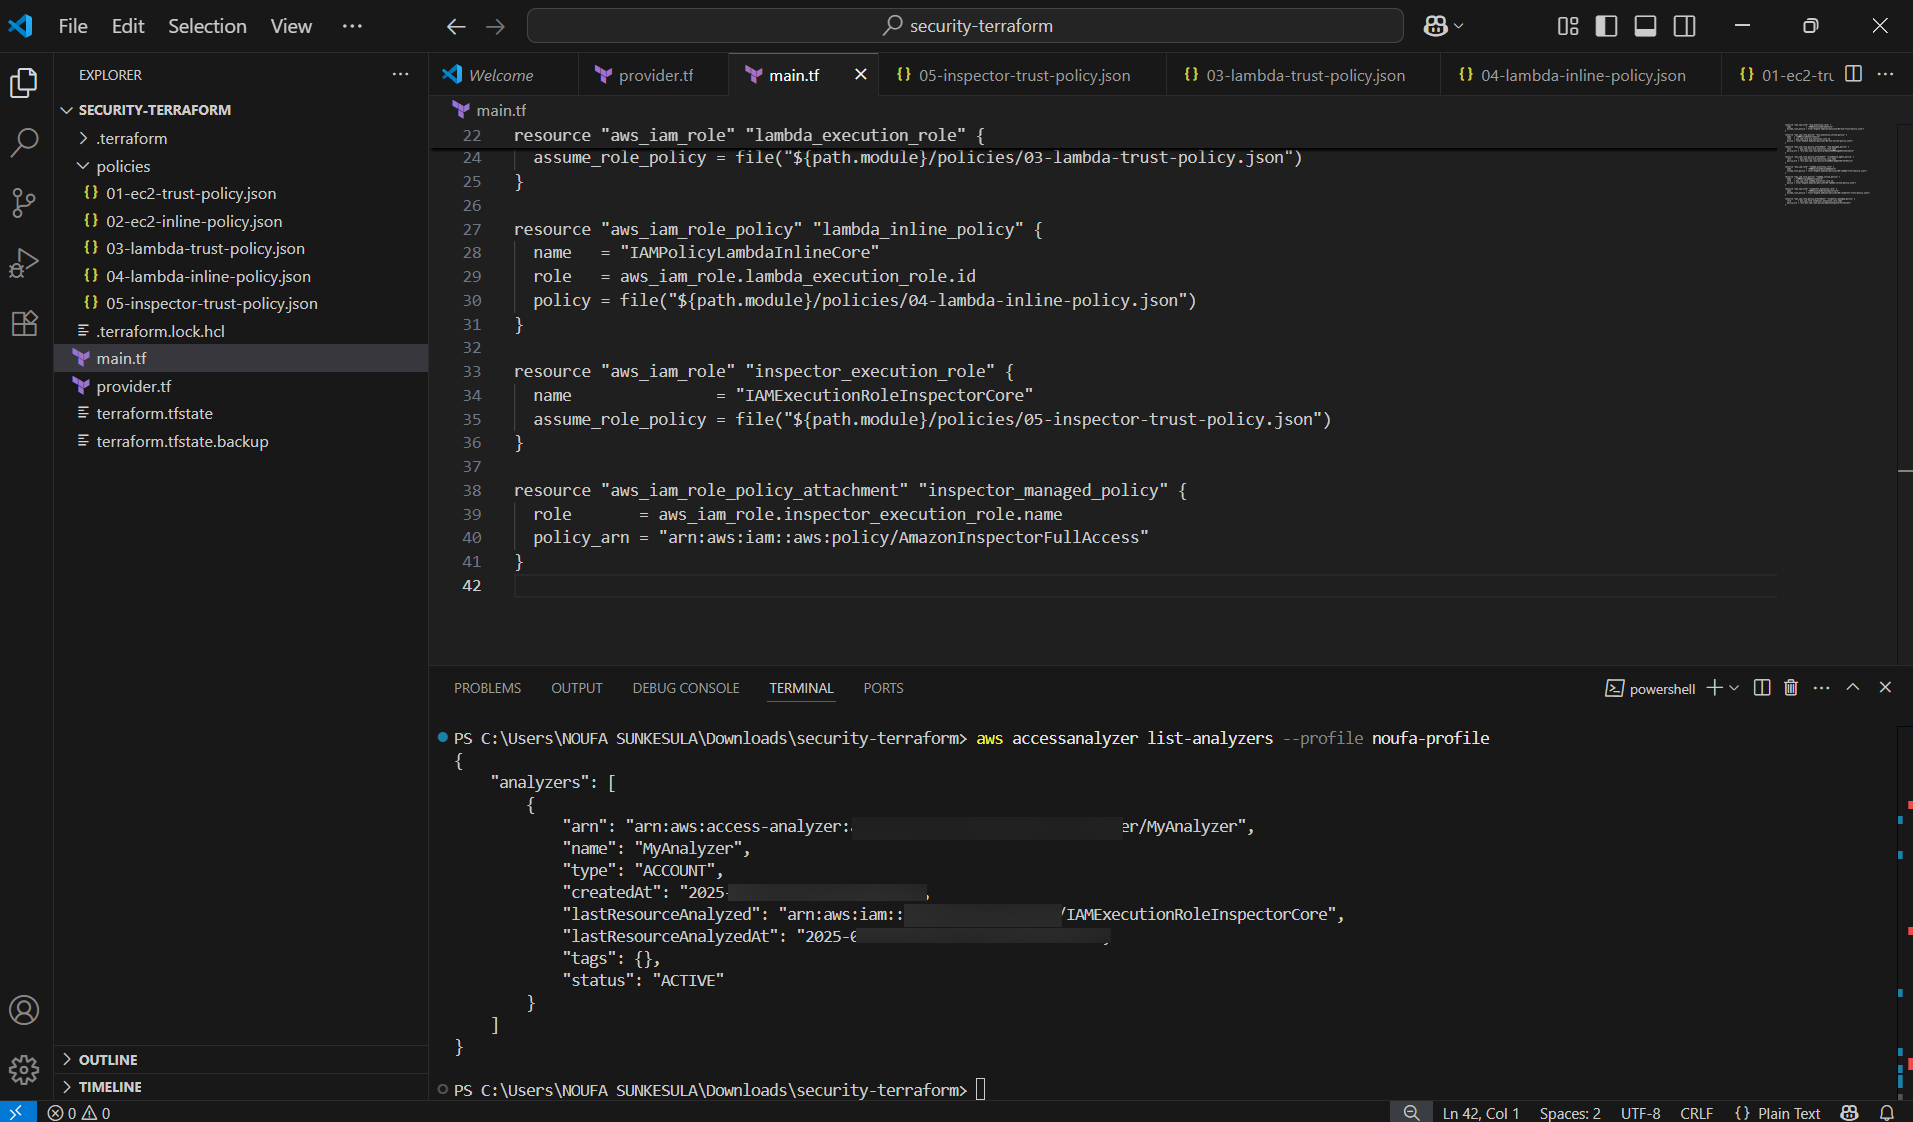 File Edit Selection View ··· security-terraform
EXPLORER ···
SECURITY-TERRAFORM
.terraform
policies
{} 01-ec2-trust-policy.json
{} 02-ec2-inline-policy.json
{} 03-lambda-trust-policy.json
{} 04-lambda-inline-policy.json
{} 05-inspector-trust-policy.json
.terraform.lock.hcl
main.tf
provider.tf
terraform.tfstate
terraform.tfstate.backup
OUTLINE
TIMELINE
Welcome provider.tf main.tf {} 05-inspector-trust-policy.json {} 03-lambda-trust-policy.json {} 04-lambda-inline-policy.json {} 01-ec2-tru ···
main.tf
22 resource "aws_iam_role" "lambda_execution_role" {
24 assume_role_policy = file("${path.module}/policies/03-lambda-trust-policy.json")
25 }
26
27 resource "aws_iam_role_policy" "lambda_inline_policy" {
28 name   = "IAMPolicyLambdaInlineCore"
29 role   = aws_iam_role.lambda_execution_role.id
30 policy = file("${path.module}/policies/04-lambda-inline-policy.json")
31 }
32
33 resource "aws_iam_role" "inspector_execution_role" {
34 name               = "IAMExecutionRoleInspectorCore"
35 assume_role_policy = file("${path.module}/policies/05-inspector-trust-policy.json")
36 }
37
38 resource "aws_iam_role_policy_attachment" "inspector_managed_policy" {
39 role       = aws_iam_role.inspector_execution_role.name
40 policy_arn = "arn:aws:iam::aws:policy/AmazonInspectorFullAccess"
41 }
42
PROBLEMS OUTPUT DEBUG CONSOLE TERMINAL PORTS powershell ···
PS C:\Users\NOUFA SUNKESULA\Downloads\security-terraform> aws accessanalyzer list-analyzers --profile noufa-profile
{
"analyzers": [
{
"arn": "arn:aws:access-analyzer: er/MyAnalyzer",
"name": "MyAnalyzer",
"type": "ACCOUNT",
"createdAt": "2025- ,
"lastResourceAnalyzed": "arn:aws:iam:: /IAMExecutionRoleInspectorCore",
"lastResourceAnalyzedAt": "2025-0
"tags": {},
"status": "ACTIVE"
}
]
}
PS C:\Users\NOUFA SUNKESULA\Downloads\security-terraform>
0 0 Ln 42, Col 1 Spaces: 2 UTF-8 CRLF {} Plain Text